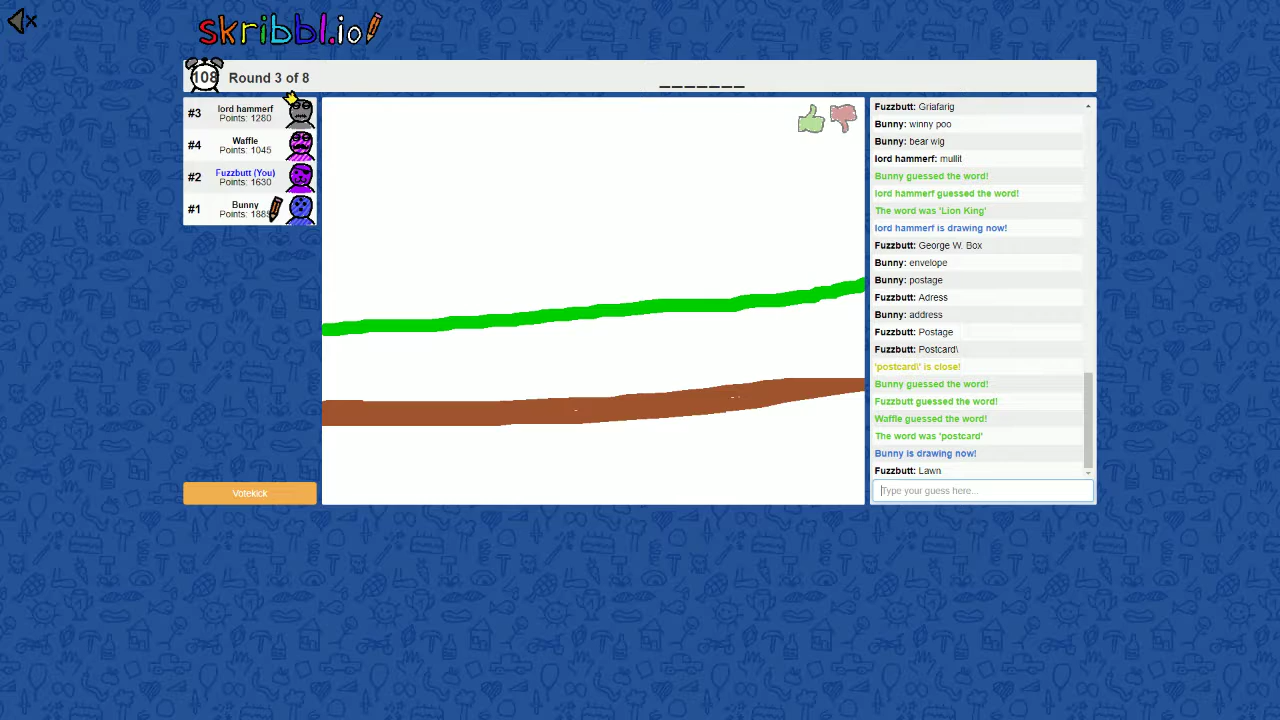 skribbl.io
108
Round 3 of 8
_ _ _ _ _ _ _
#3
lord hammerf
Points: 1280
#4
Waffle
Points: 1045
#2
Fuzzbutt (You)
Points: 1630
#1
Bunny
Points: 1885
Votekick
Fuzzbutt: Griafarig
Bunny: winny poo
Bunny: bear wig
lord hammerf: mullit
Bunny guessed the word!
lord hammerf guessed the word!
The word was 'Lion King'
lord hammerf is drawing now!
Fuzzbutt: George W. Box
Bunny: envelope
Bunny: postage
Fuzzbutt: Adress
Bunny: address
Fuzzbutt: Postage
Fuzzbutt: Postcard\
'postcard\' is close!
Bunny guessed the word!
Fuzzbutt guessed the word!
Waffle guessed the word!
The word was 'postcard'
Bunny is drawing now!
Fuzzbutt: Lawn
Type your guess here...